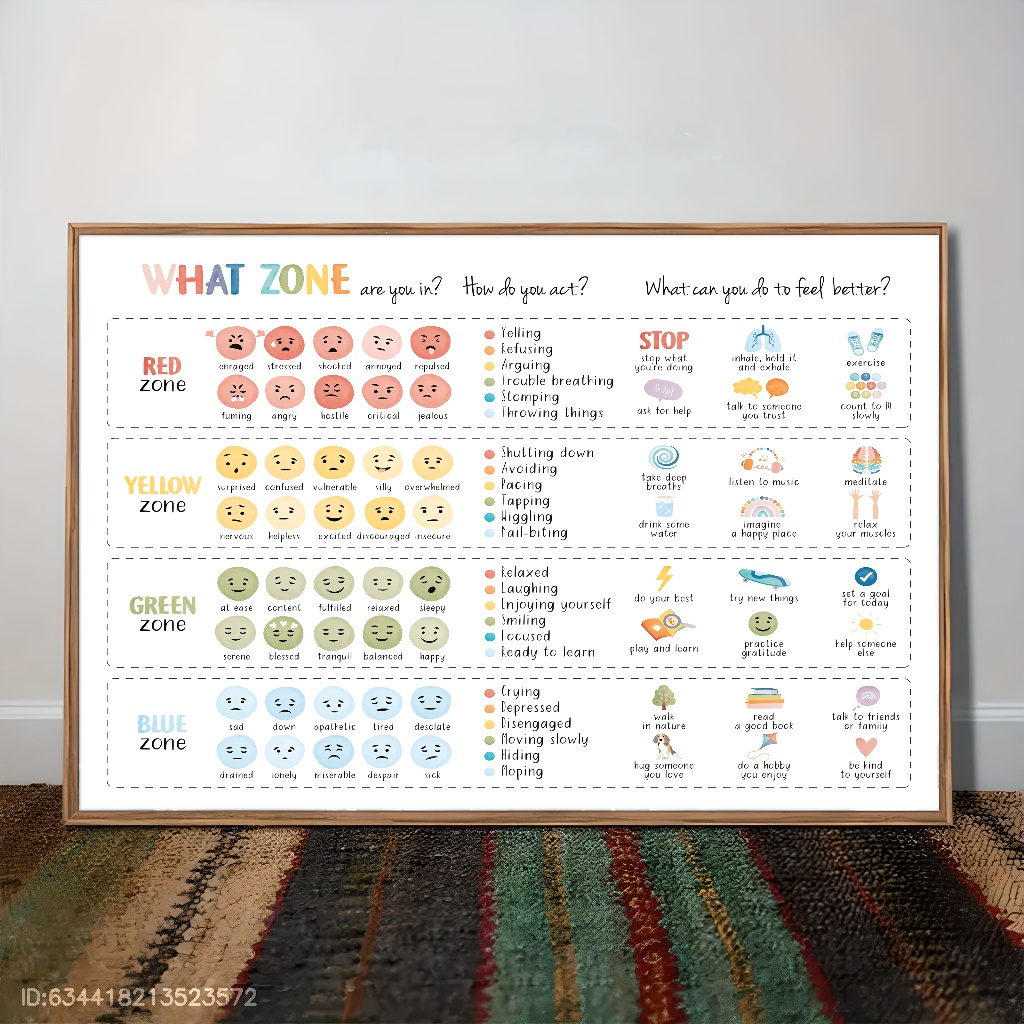 WHAT ZONE are you in? How do you act? What can you do to feel better?
RED
zone
enraged stressed shocted annoyed repulsed
fuming angry hostile critical jealous
Yelling
Refusing
Arguing
Trouble breathing
Stomping
Throwing things
STOP
stop what
you're doing
inhale, hold it
and exhale
exercise
Help!
ask for help
talk to someone
you trust
count to 10
slowly
YELLOW
zone
surprised confused vulnerable silly overwhelmed
nervous helpless excited discouraged insecure
Shutting down
Avoiding
Pacing
Tapping
Wiggling
Nail-biting
take deep
breaths
listen to music
meditate
drink some
water
imagine
a happy place
relax
your muscles
GREEN
zone
at ease content fulfilled relaxed sleepy
serene blessed tranquil balanced happy
Relaxed
Laughing
Enjoying yourself
Smiling
Focused
Ready to learn
do your best
try new things
set a goal
for today
play and learn
practice
gratitude
help someone
else
BLUE
zone
sad down apathetic tired desolate
drained lonely miserable despair sick
Crying
Depressed
Disengaged
Moving slowly
Hiding
Moping
walk
in nature
read
a good book
talk to friends
or family
hug someone
you love
do a hobby
you enjoy
be kind
to yourself
ID:634418213523572